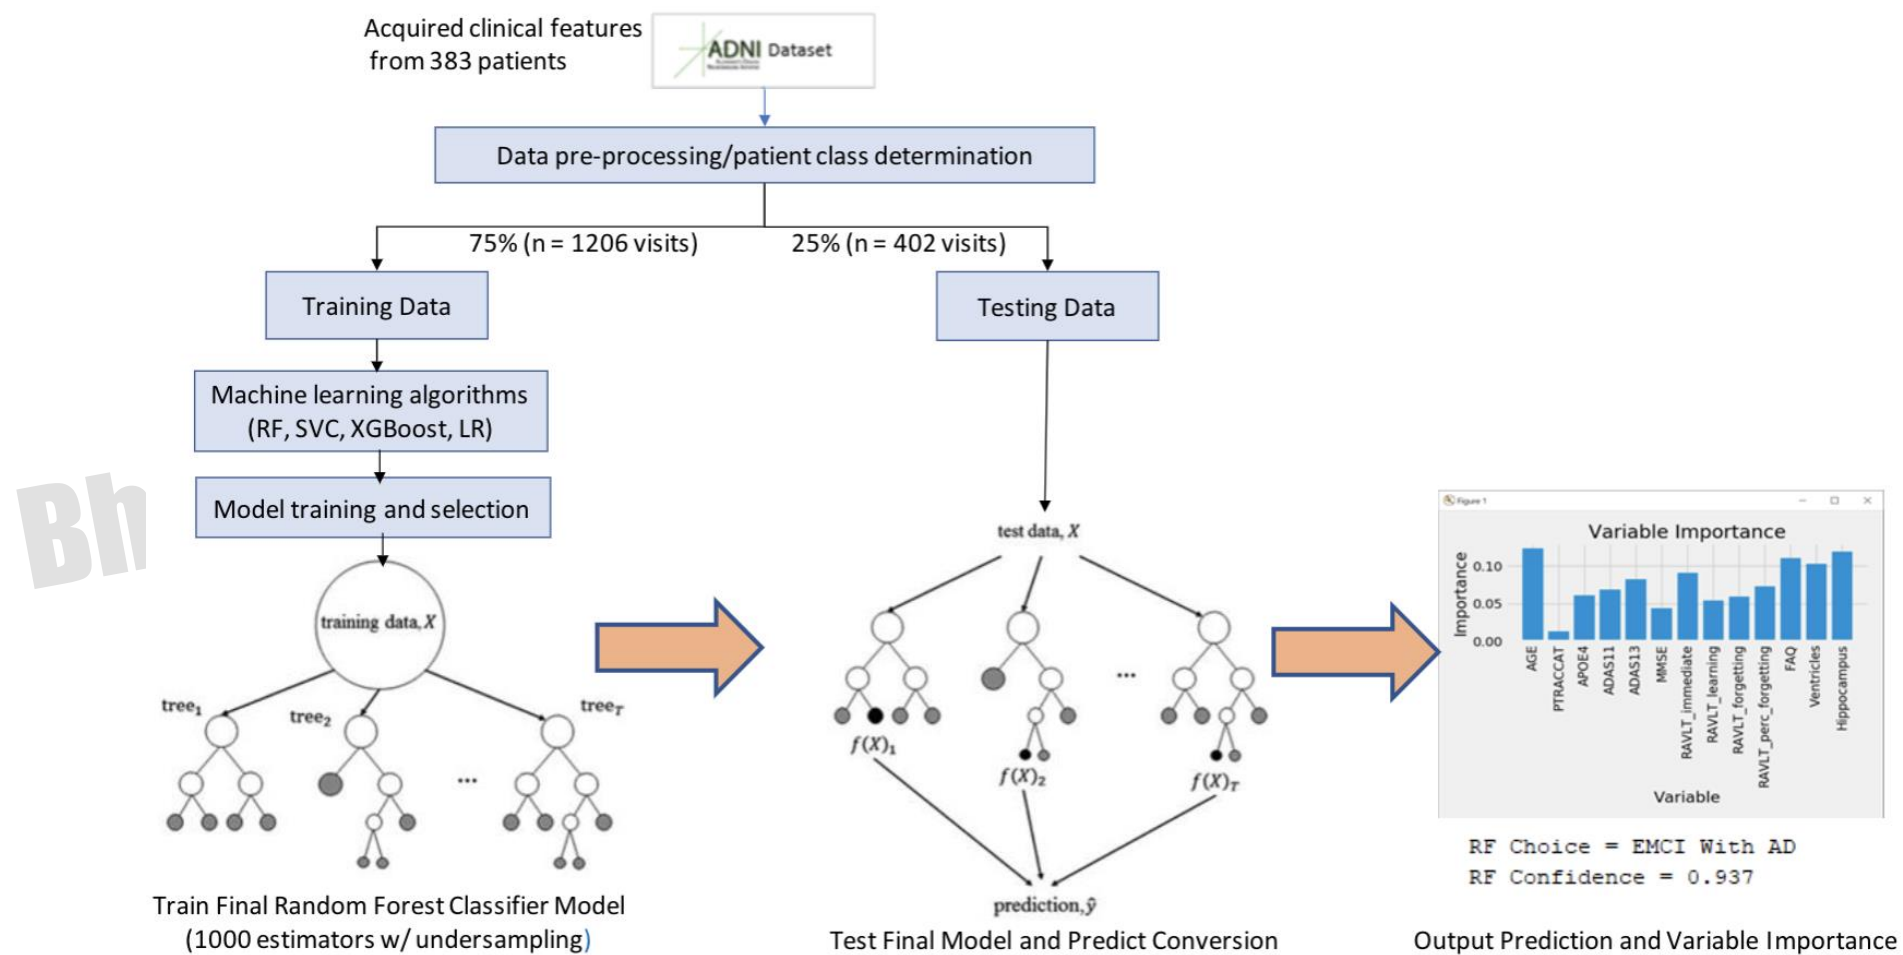 Acquired clinical features
from 383 patients
ADNI Dataset
Data pre-processing/patient class determination
75% (n = 1206 visits)
25% (n = 402 visits)
Training Data
Testing Data
Machine learning algorithms
(RF, SVC, XGBoost, LR)
Model training and selection
Bh
training data, X
tree₁
tree₂
...
tree_T
Train Final Random Forest Classifier Model
(1000 estimators w/ undersampling)
test data, X
...
f(X)₁
f(X)₂
f(X)_T
prediction, ŷ
Test Final Model and Predict Conversion
Figure 1
Variable Importance
Importance
0.10
0.05
0.00
AGE
PTRACCAT
APOE4
ADAS11
ADAS13
MMSE
RAVLT_immediate
RAVLT_learning
RAVLT_forgetting
RAVLT_perc_forgetting
FAQ
Ventricles
Hippocampus
Variable
RF Choice = EMCI With AD
RF Confidence = 0.937
Output Prediction and Variable Importance